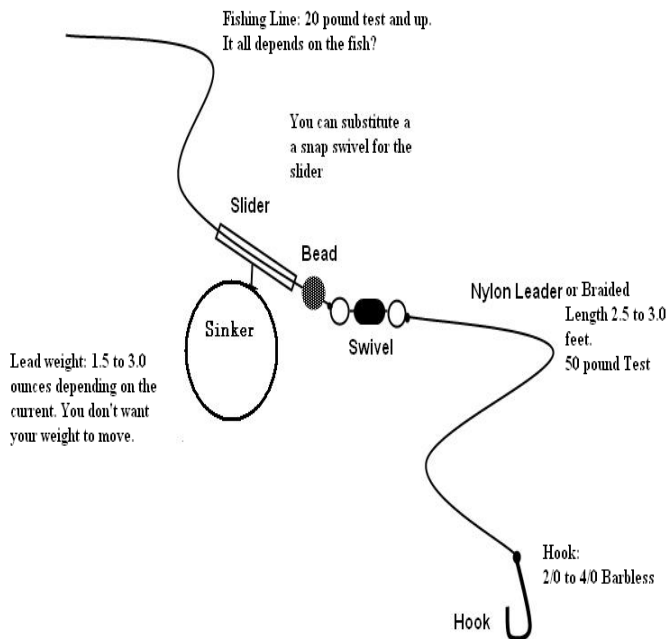 Fishing Line: 20 pound test and up.
It all depends on the fish?
You can substitute a
a snap swivel for the
slider
Slider
Bead
Sinker
Swivel
Nylon Leader or Braided
Length 2.5 to 3.0
feet.
50 pound Test
Lead weight: 1.5 to 3.0
ounces depending on the
current. You don't want
your weight to move.
Hook:
2/0 to 4/0 Barbless
Hook